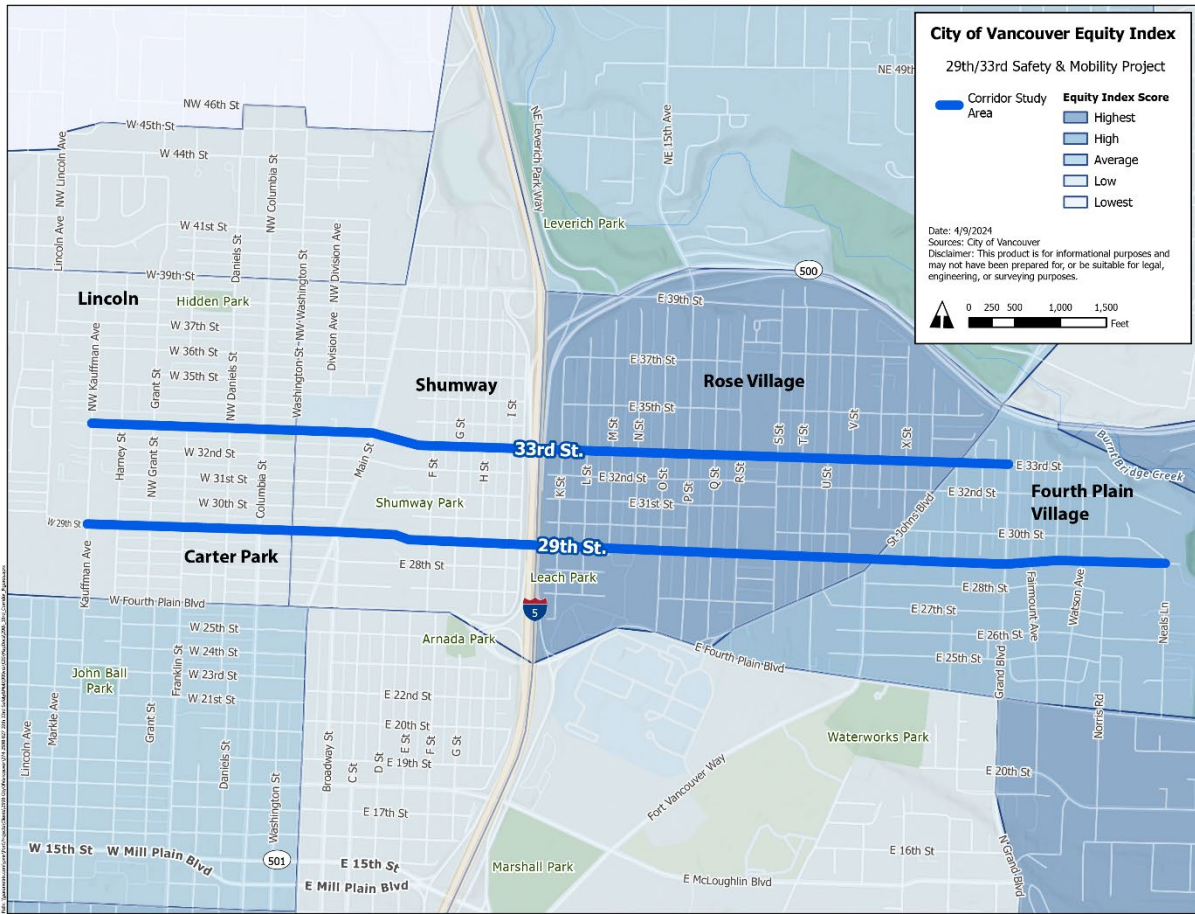 City of Vancouver Equity Index
29th/33rd Safety & Mobility Project
Corridor Study
Area
Equity Index Score
Highest
High
Average
Low
Lowest
Date: 4/9/2024
Sources: City of Vancouver
Disclaimer: This product is for informational purposes and
may not have been prepared for, or be suitable for legal,
engineering, or surveying purposes.
0 250 500 1,000 1,500
Feet
NW 46th St
W 45th St
W 44th St
NW Lincoln Ave
Lincoln Ave
NW Columbia St
W 41st St
Daniels St
W 39th St
NW Washington St
NW Division Ave
Lincoln
Hidden Park
W 37th St
W 36th St
W 35th St
NW Kauffman Ave
Grant St
NW Daniels St
Washington St
Division Ave
Shumway
I St
G St
H St
F St
Main St
Harney St
NW Grant St
W 32nd St
W 31st St
W 30th St
Columbia St
Shumway Park
W 29th St
Carter Park
E 28th St
Kauffman Ave
W Fourth Plain Blvd
W 25th St
W 24th St
W 23rd St
W 21st St
John Ball
Park
Franklin St
Markle Ave
Lincoln Ave
Grant St
Daniels St
Washington St
W 15th St
W Mill Plain Blvd
501
E 15th St
E Mill Plain Blvd
Arnada Park
E 22nd St
E 20th St
E 19th St
E 17th St
Broadway St
C St
D St
E St
F St
G St
NE Leverich Park Way
NE 15th Ave
NE 49th
Leverich Park
500
E 39th St
E 37th St
Rose Village
E 35th St
M St
N St
S St
T St
V St
X St
33rd St.
K St
L St
E 32nd St
E 31st St
O St
P St
Q St
R St
U St
29th St.
Leach Park
5
St Johns Blvd
E 33rd St
Burnt Bridge Creek
E 32nd St
Fourth Plain
Village
E 30th St
E 28th St
E 27th St
E 26th St
E 25th St
Fairmount Ave
Watson Ave
Neals Ln
Grand Blvd
Norris Rd
E Fourth Plain Blvd
Waterworks Park
Fort Vancouver Way
E 20th St
E 16th St
N Grand Blvd
Marshall Park
E McLoughlin Blvd